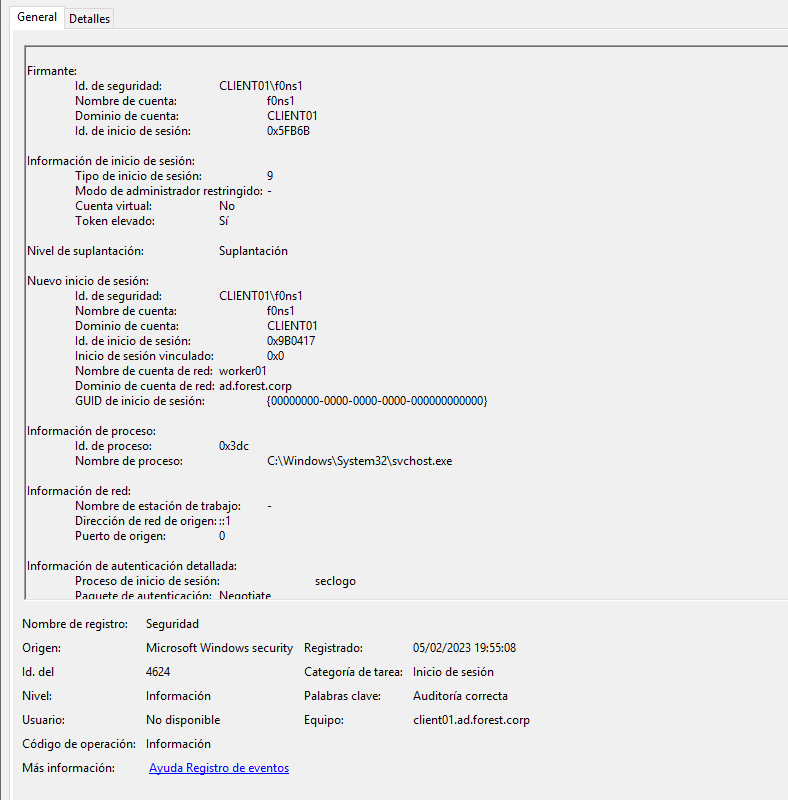 General Detalles
Firmante:
Id. de seguridad: CLIENT01\f0ns1
Nombre de cuenta: f0ns1
Dominio de cuenta: CLIENT01
Id. de inicio de sesión: 0x5FB6B
Información de inicio de sesión:
Tipo de inicio de sesión: 9
Modo de administrador restringido: -
Cuenta virtual: No
Token elevado: Sí
Nivel de suplantación: Suplantación
Nuevo inicio de sesión:
Id. de seguridad: CLIENT01\f0ns1
Nombre de cuenta: f0ns1
Dominio de cuenta: CLIENT01
Id. de inicio de sesión: 0x9B0417
Inicio de sesión vinculado: 0x0
Nombre de cuenta de red: worker01
Dominio de cuenta de red: ad.forest.corp
GUID de inicio de sesión: {00000000-0000-0000-0000-000000000000}
Información de proceso:
Id. de proceso: 0x3dc
Nombre de proceso: C:\Windows\System32\svchost.exe
Información de red:
Nombre de estación de trabajo: -
Dirección de red de origen: ::1
Puerto de origen: 0
Información de autenticación detallada:
Proceso de inicio de sesión: seclogo
Paquete de autenticación: Negotiate
Nombre de registro: Seguridad
Origen: Microsoft Windows security Registrado: 05/02/2023 19:55:08
Id. del 4624 Categoría de tarea: Inicio de sesión
Nivel: Información Palabras clave: Auditoría correcta
Usuario: No disponible Equipo: client01.ad.forest.corp
Código de operación: Información
Más información: Ayuda Registro de eventos